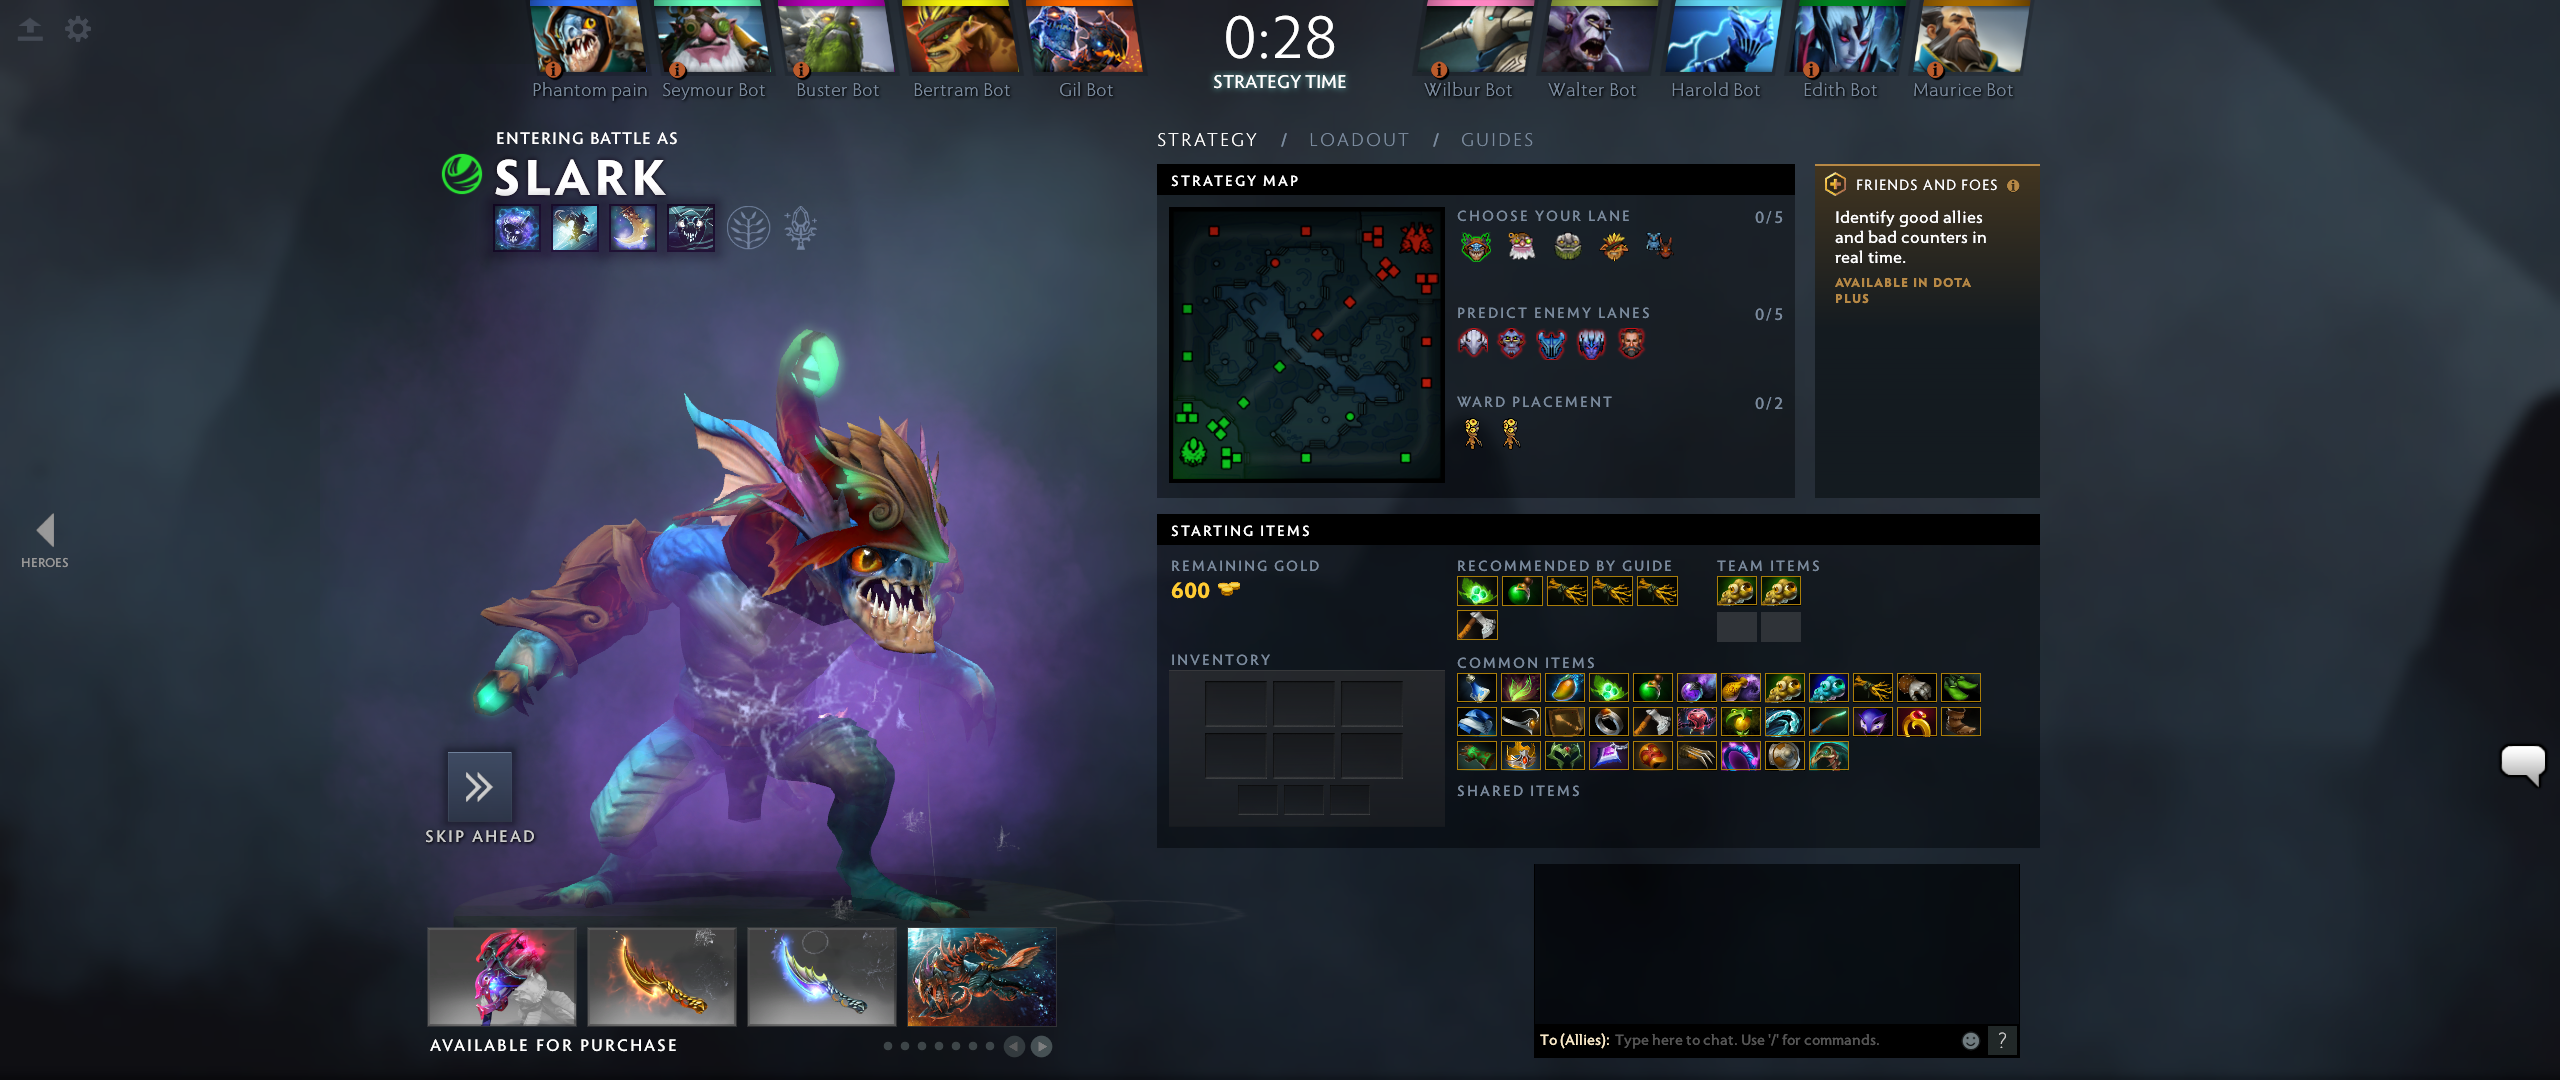 0:28
STRATEGY TIME
Phantom pain
Seymour Bot
Buster Bot
Bertram Bot
Gil Bot
Wilbur Bot
Walter Bot
Harold Bot
Edith Bot
Maurice Bot
ENTERING BATTLE AS
SLARK
STRATEGY / LOADOUT / GUIDES
STRATEGY MAP
CHOOSE YOUR LANE 0/5
PREDICT ENEMY LANES 0/5
WARD PLACEMENT 0/2
FRIENDS AND FOES
Identify good allies
and bad counters in
real time.
AVAILABLE IN DOTA
PLUS
HEROES
STARTING ITEMS
REMAINING GOLD
600
RECOMMENDED BY GUIDE
TEAM ITEMS
INVENTORY
COMMON ITEMS
SHARED ITEMS
SKIP AHEAD
AVAILABLE FOR PURCHASE
To (Allies): Type here to chat. Use '/' for commands.
?